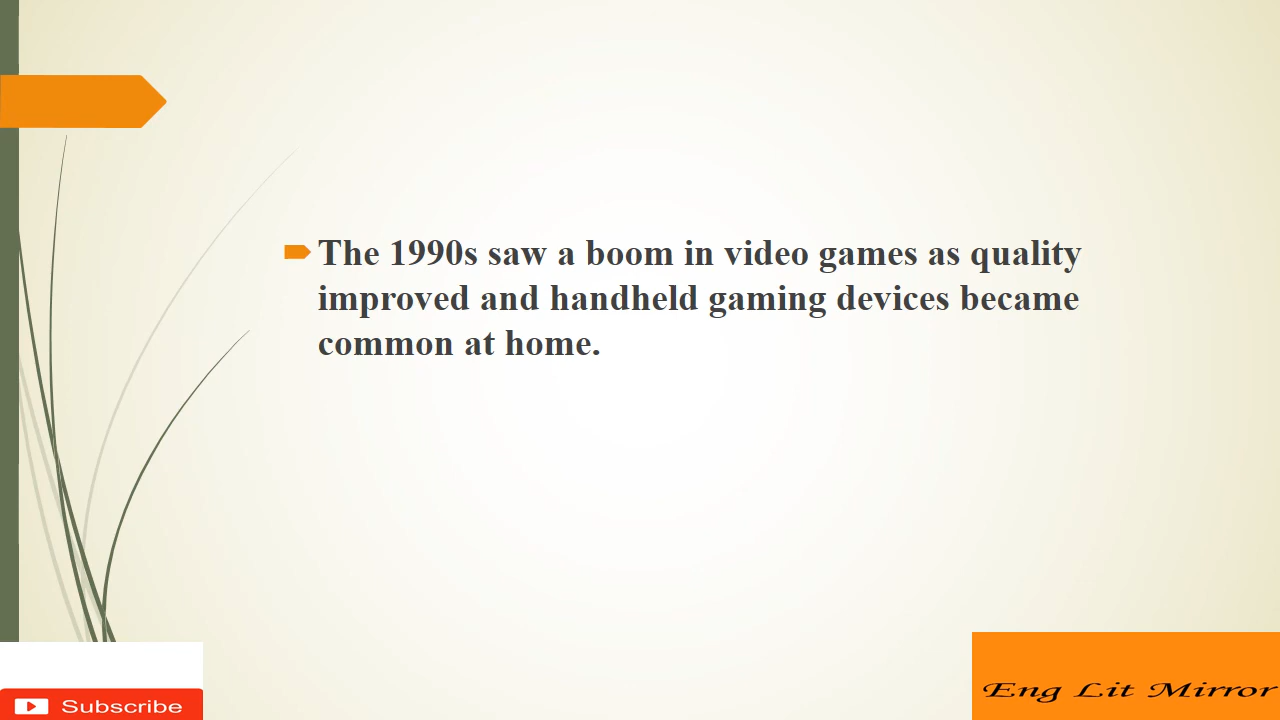 The 1990s saw a boom in video games as quality
improved and handheld gaming devices became
common at home.
Subscribe
Eng Lit Mirror